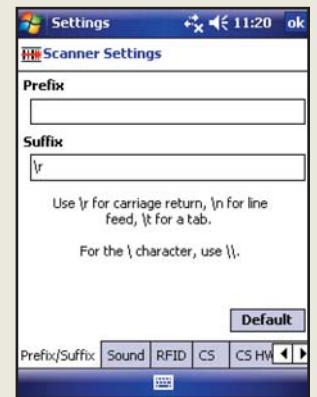 Settings 11:20 ok
Scanner Settings
Prefix
Suffix
\r
Use \r for carriage return, \n for line
feed, \t for a tab.
For the \ character, use \\.
Default
Prefix/Suffix Sound RFID CS CS HW